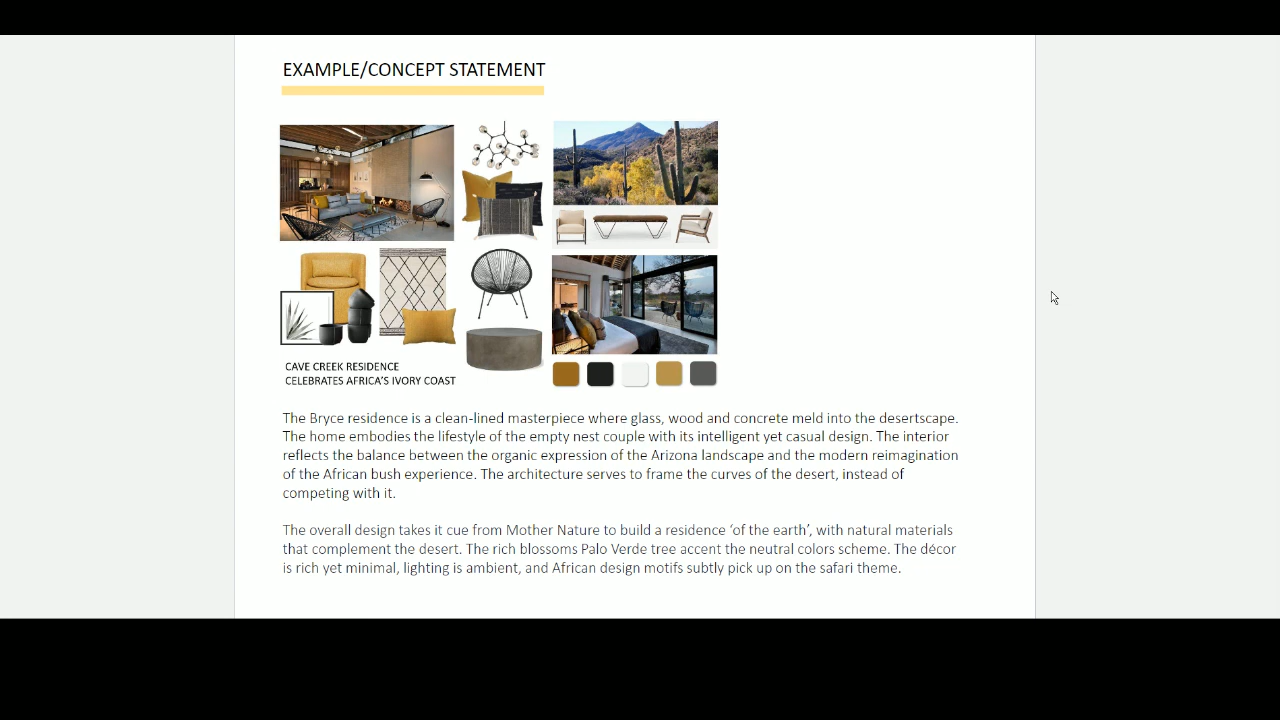 EXAMPLE/CONCEPT STATEMENT
CAVE CREEK RESIDENCE
CELEBRATES AFRICA'S IVORY COAST
The Bryce residence is a clean-lined masterpiece where glass, wood and concrete meld into the desertscape.
The home embodies the lifestyle of the empty nest couple with its intelligent yet casual design. The interior
reflects the balance between the organic expression of the Arizona landscape and the modern reimagination
of the African bush experience. The architecture serves to frame the curves of the desert, instead of
competing with it.
The overall design takes it cue from Mother Nature to build a residence ‘of the earth’, with natural materials
that complement the desert. The rich blossoms Palo Verde tree accent the neutral colors scheme. The décor
is rich yet minimal, lighting is ambient, and African design motifs subtly pick up on the safari theme.